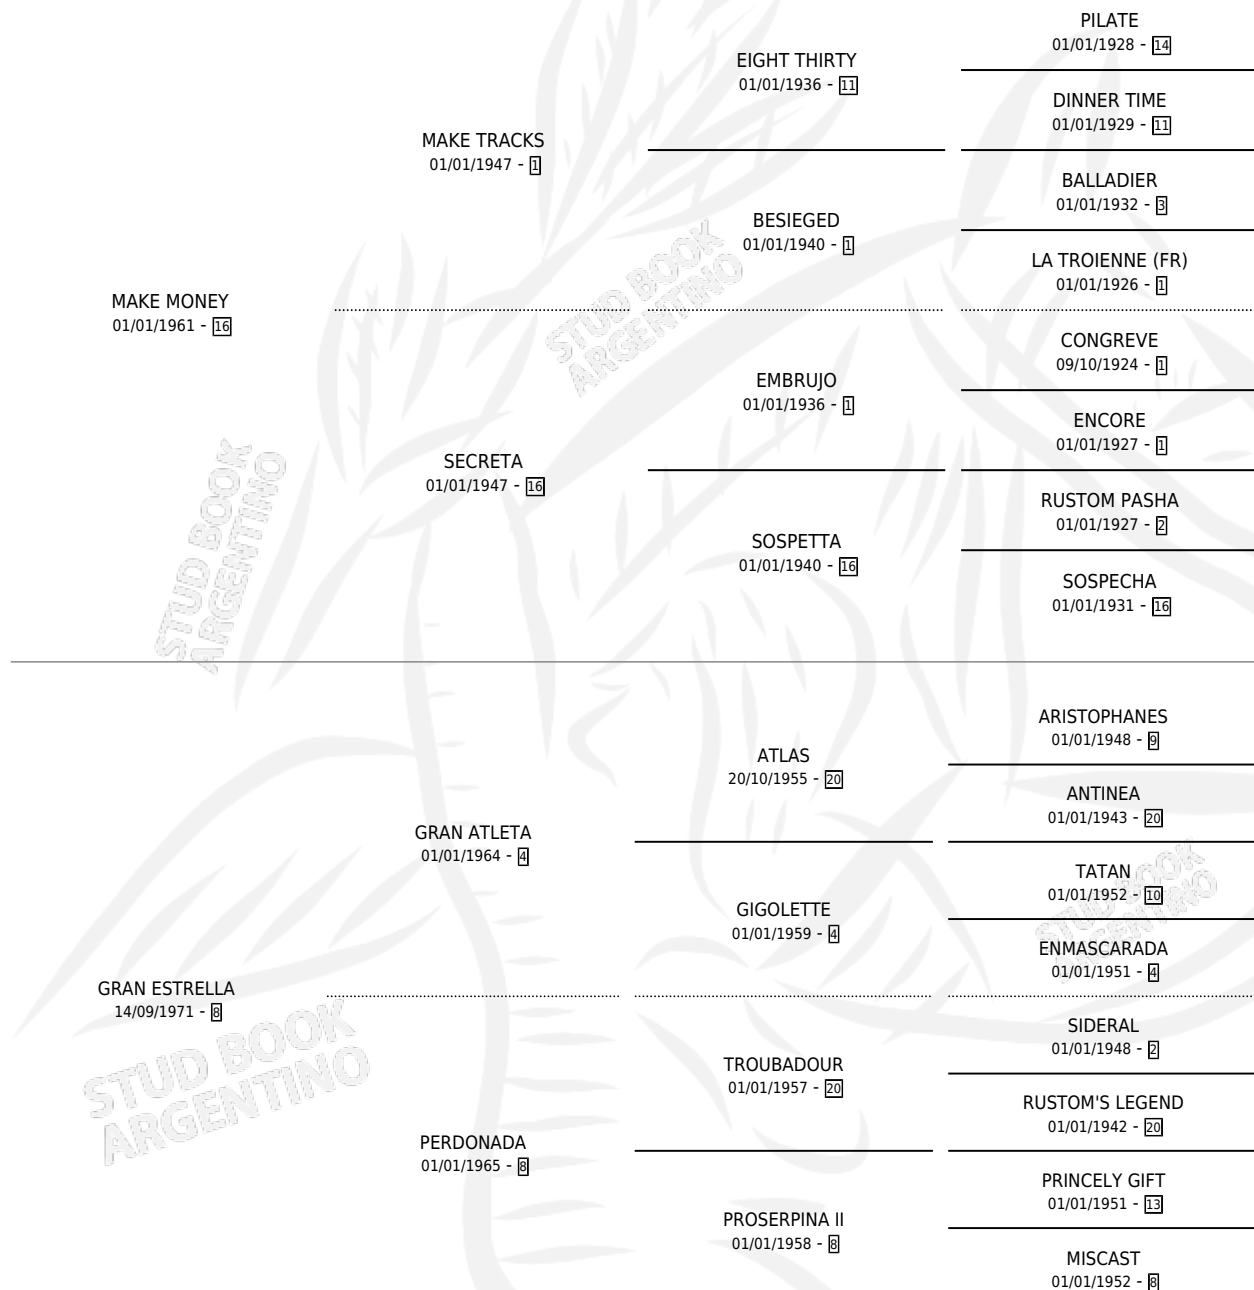 PILATE
01/01/1928 - 14
EIGHT THIRTY
01/01/1936 - 11
DINNER TIME
01/01/1929 - 11
MAKE TRACKS
01/01/1947 - 1
BALLADIER
01/01/1932 - 3
BESIEGED
01/01/1940 - 1
LA TROIENNE (FR)
01/01/1926 - 1
MAKE MONEY
01/01/1961 - 16
CONGREVE
09/10/1924 - 1
EMBRUJO
01/01/1936 - 1
ENCORE
01/01/1927 - 1
SECRETA
01/01/1947 - 16
RUSTOM PASHA
01/01/1927 - 2
SOSPETTA
01/01/1940 - 16
SOSPECHA
01/01/1931 - 16
ARISTOPHANES
01/01/1948 - 9
ATLAS
20/10/1955 - 20
ANTINEA
01/01/1943 - 20
GRAN ATLETA
01/01/1964 - 4
TATAN
01/01/1952 - 10
GIGOLETTE
01/01/1959 - 4
ENMASCARADA
01/01/1951 - 4
GRAN ESTRELLA
14/09/1971 - 8
SIDERAL
01/01/1948 - 2
TROUBADOUR
01/01/1957 - 20
RUSTOM'S LEGEND
01/01/1942 - 20
PERDONADA
01/01/1965 - 8
PRINCELY GIFT
01/01/1951 - 13
PROSERPINA II
01/01/1958 - 8
MISCAST
01/01/1952 - 8
STUD BOOK
ARGENTINO
STUD BOOK
ARGENTINO
STUD BOOK
ARGENTINO
STUD BOOK
ARGENTINO